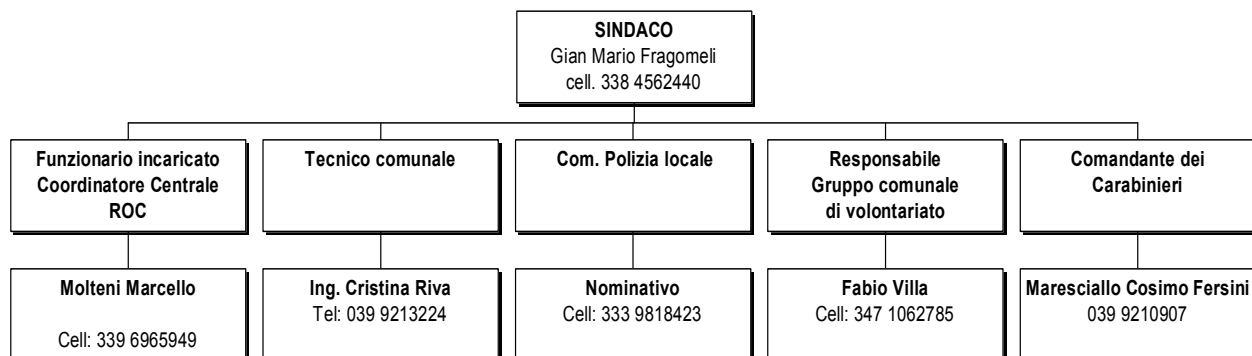 SINDACO
Gian Mario Fragomeli
cell. 338 4562440
Funzionario incaricato
Coordinatore Centrale
ROC
Tecnico comunale
Com. Polizia locale
Responsabile
Gruppo comunale
di volontariato
Comandante dei
Carabinieri
Molteni Marcello
Cell: 339 6965949
Ing. Cristina Riva
Tel: 039 9213224
Nominativo
Cell: 333 9818423
Fabio Villa
Cell: 347 1062785
Maresciallo Cosimo Fersini
039 9210907